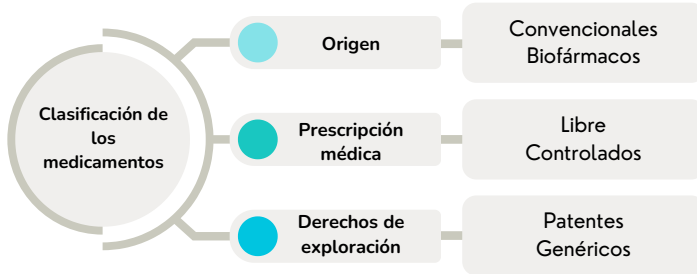 Clasificación de
los
medicamentos
Origen
Convencionales
Biofármacos
Prescripción
médica
Libre
Controlados
Derechos de
exploración
Patentes
Genéricos